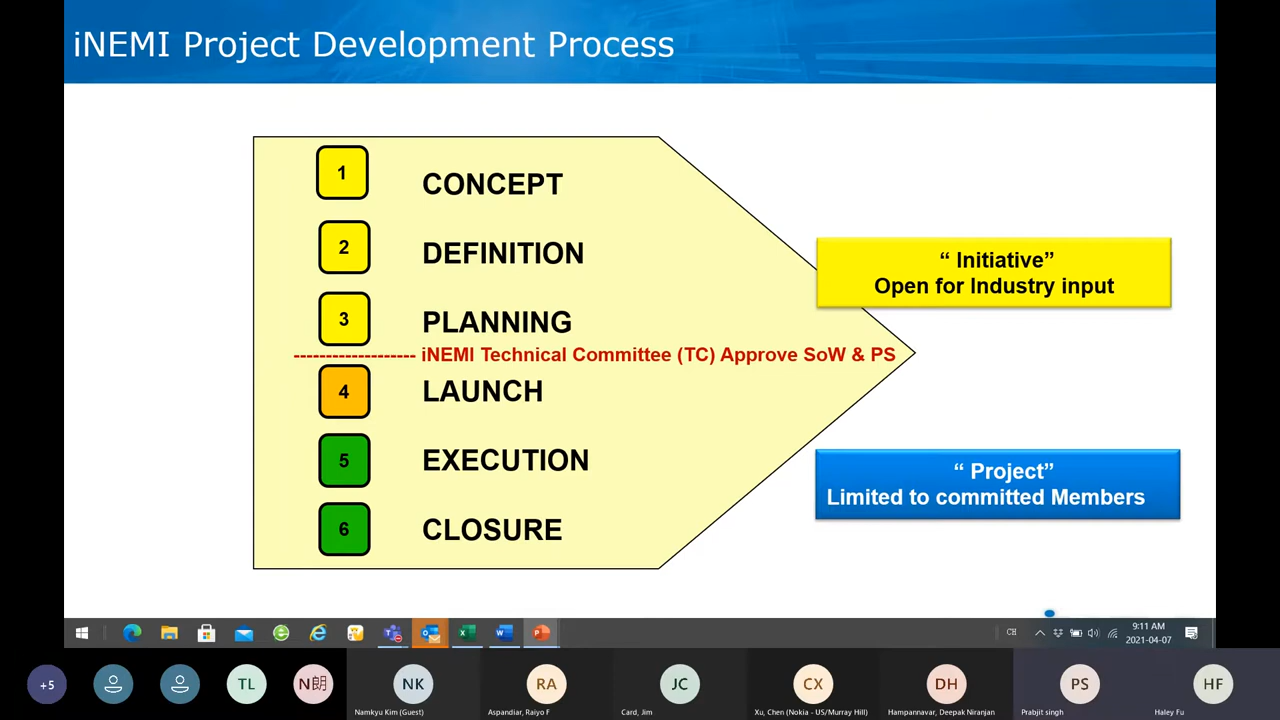 iNEMI Project Development Process
1 CONCEPT
2 DEFINITION
3 PLANNING
------------------- iNEMI Technical Committee (TC) Approve SoW & PS
4 LAUNCH
5 EXECUTION
6 CLOSURE
“ Initiative”
Open for Industry input
“ Project”
Limited to committed Members
CH
9:11 AM
2021-04-07
+5
TL
N朗
NK
Namkyu Kim (Guest)
RA
Aspandiar, Raiyo F
JC
Card, Jim
CX
Xu, Chen (Nokia - US/Murray Hill)
DH
Hampannavar, Deepak Niranjan
PS
Prabjit singh
HF
Haley Fu